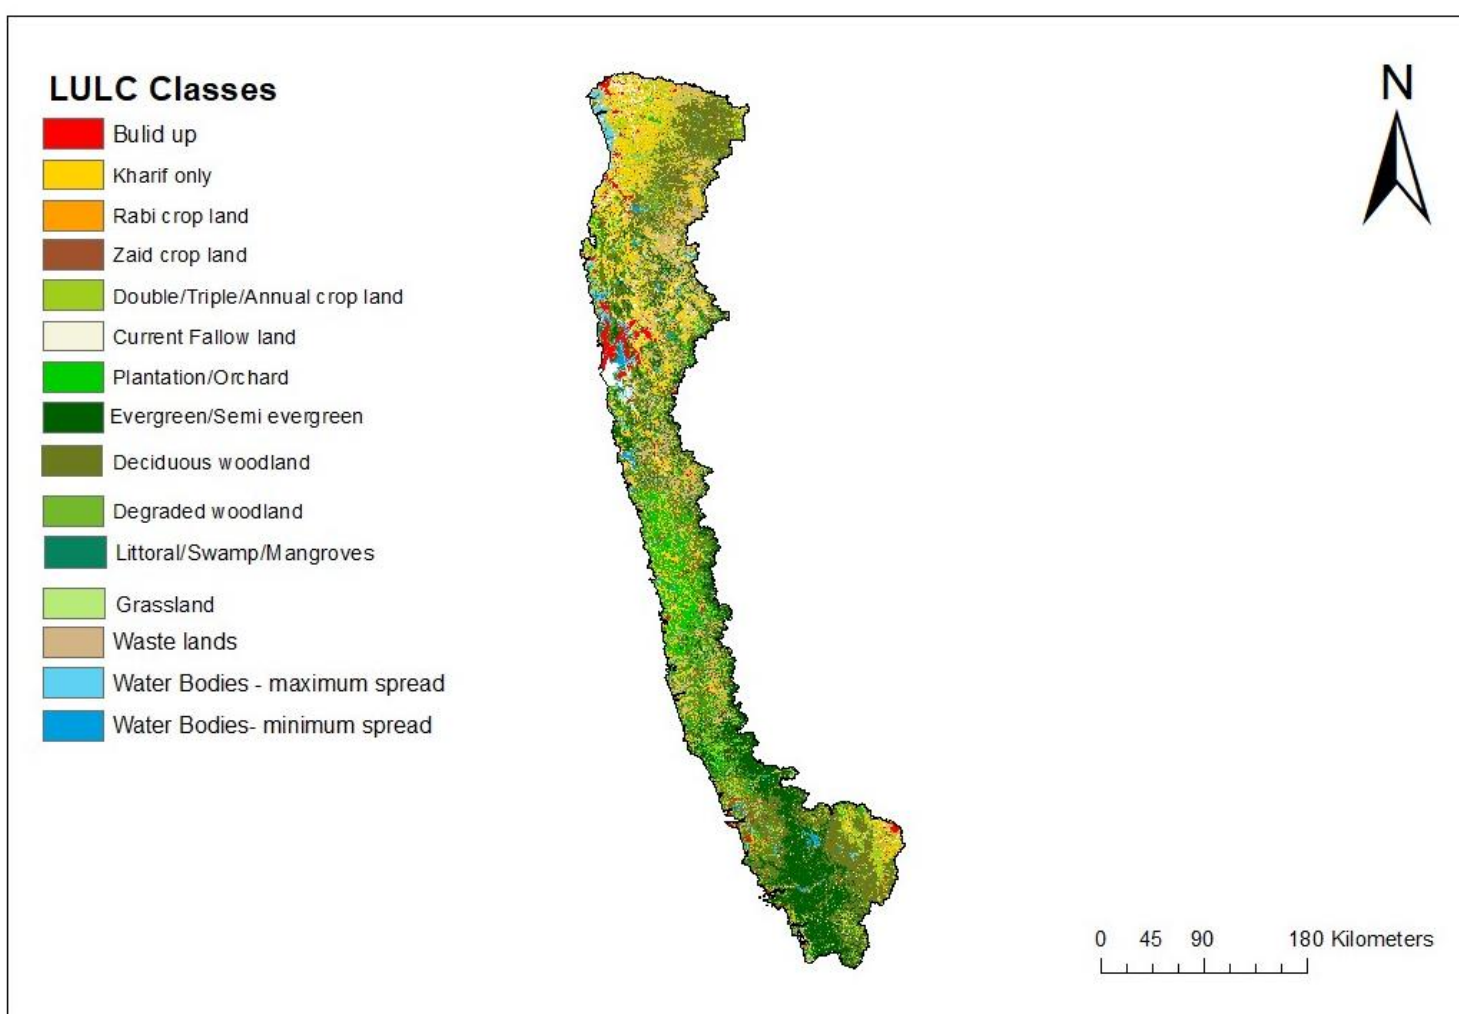 LULC Classes
Bulid up
Kharif only
Rabi crop land
Zaid crop land
Double/Triple/Annual crop land
Current Fallow land
Plantation/Orchard
Evergreen/Semi evergreen
Deciduous woodland
Degraded woodland
Littoral/Swamp/Mangroves
Grassland
Waste lands
Water Bodies - maximum spread
Water Bodies- minimum spread
N
0 45 90 180 Kilometers